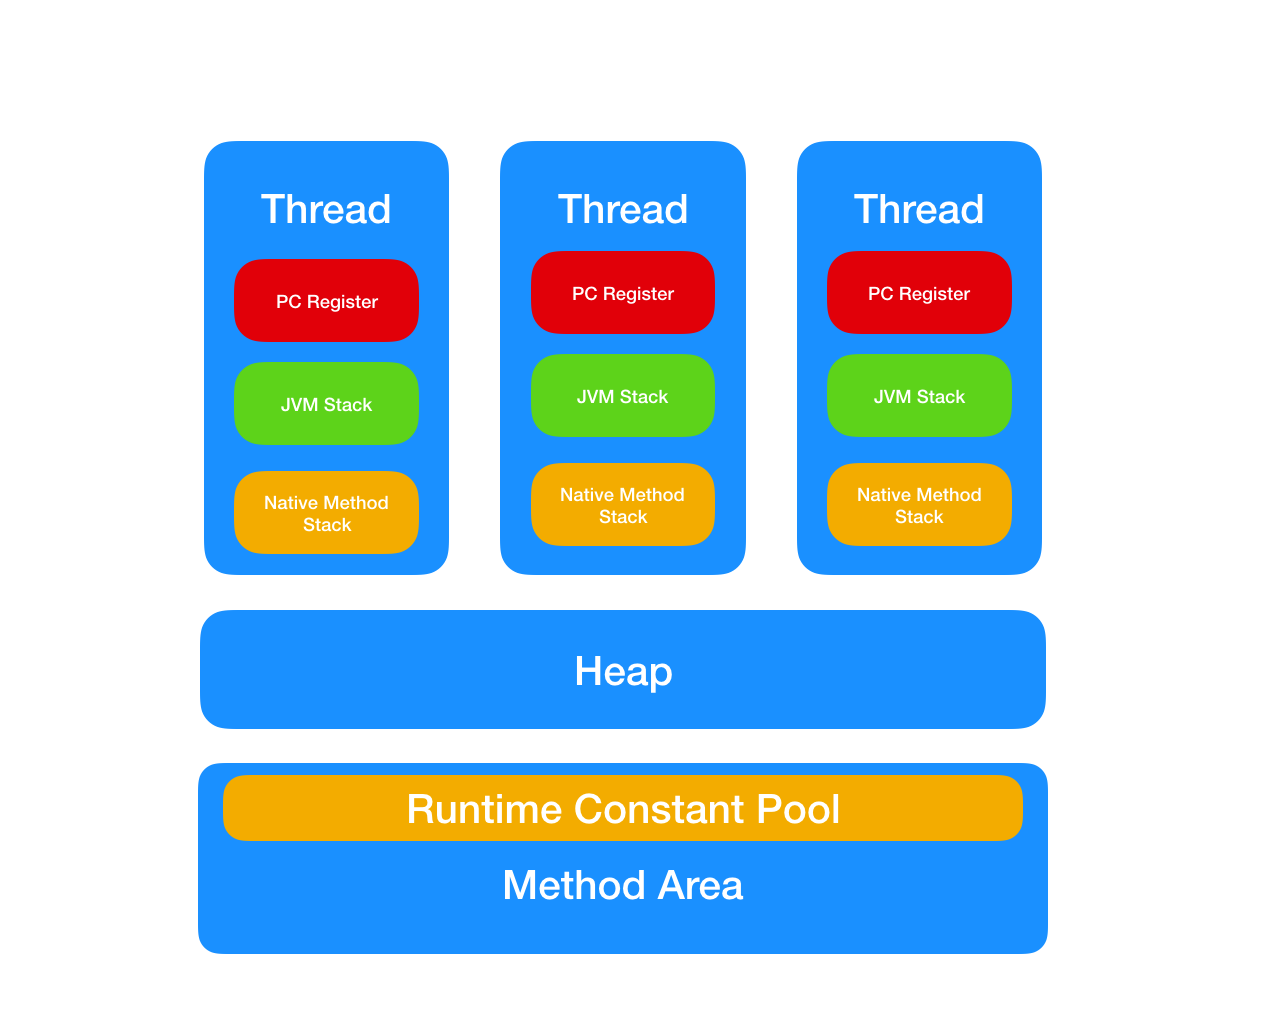 Thread
PC Register
JVM Stack
Native Method
Stack
Thread
PC Register
JVM Stack
Native Method
Stack
Thread
PC Register
JVM Stack
Native Method
Stack
Heap
Runtime Constant Pool
Method Area